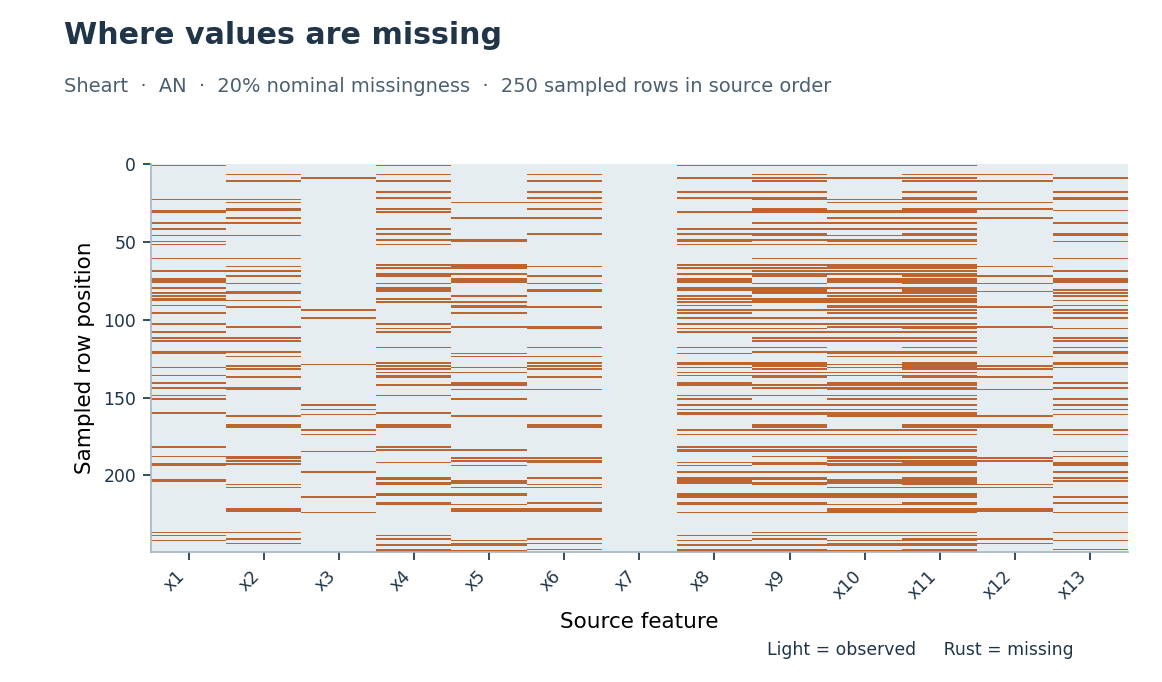 Where values are missing
Sheart · AN · 20% nominal missingness · 250 sampled rows in source order
0
50
100
150
200
Sampled row position
x1 x2 x3 x4 x5 x6 x7 x8 x9 x10 x11 x12 x13
Source feature
Light = observed Rust = missing